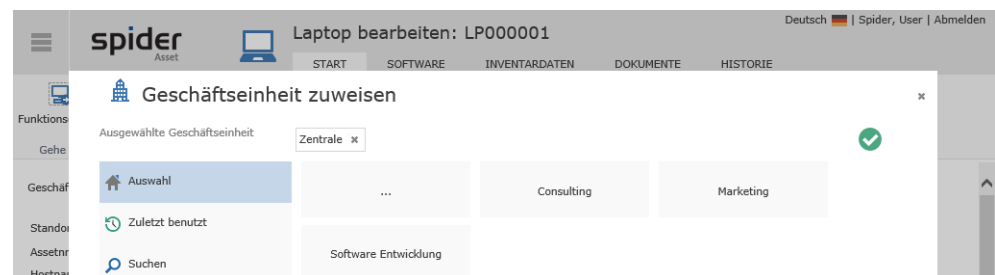 Deutsch | Spider, User | Abmelden
spider
Asset
Laptop bearbeiten: LP000001
START SOFTWARE INVENTARDATEN DOKUMENTE HISTORIE
Geschäftseinheit zuweisen
Funktions
Ausgewählte Geschäftseinheit Zentrale
Gehe
Auswahl ... Consulting Marketing
Geschäf
Zuletzt benutzt
Standor
Software Entwicklung
Assetnr
Suchen